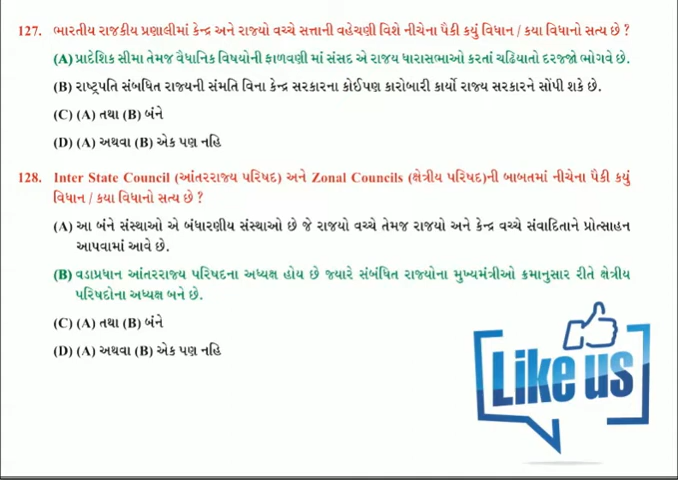 127. ભારતીય રાજકીય પ્રણાલીમાં કેન્દ્ર અને રાજ્યો વચ્ચે સત્તાની વહેચણી વિશે નીચેના પૈકી કયું વિધાન / કયા વિધાનો સત્ય છે ?
(A) પ્રાદેશિક સીમા તેમજ વૈધાનિક વિષયોની ફાળવણી માં સંસદ એ રાજય ધારાસભાઓ કરતાં ચઢિયાતો દરજ્જો ભોગવે છે.
(B) રાષ્ટ્રપતિ સંબધિત રાજ્યની સંમતિ વિના કેન્દ્ર સરકારના કોઈપણ કારોબારી કાર્યો રાજ્ય સરકારને સોંપી શકે છે.
(C) (A) તથા (B) બંને
(D) (A) અથવા (B) એક પણ નહિ
128. Inter State Council (આંતરરાજ્ય પરિષદ) અને Zonal Councils (ક્ષેત્રીય પરિષદ)ની બાબતમાં નીચેના પૈકી કયું
વિધાન / કયા વિધાનો સત્ય છે ?
(A) આ બંને સંસ્થાઓ એ બંધારણીય સંસ્થાઓ છે જે રાજયો વચ્ચે તેમજ રાજયો અને કેન્દ્ર વચ્ચે સંવાદિતાને પ્રોત્સાહન
આપવામાં આવે છે.
(B) વડાપ્રધાન આંતરરાજ્ય પરિષદના અધ્યક્ષ હોય છે જ્યારે સંબંધિત રાજ્યોના મુખ્યમંત્રીઓ ક્રમાનુસાર રીતે ક્ષેત્રીય
પરિષદોના અધ્યક્ષ બને છે.
(C) (A) તથા (B) બંને
(D) (A) અથવા (B) એક પણ નહિ
Like us